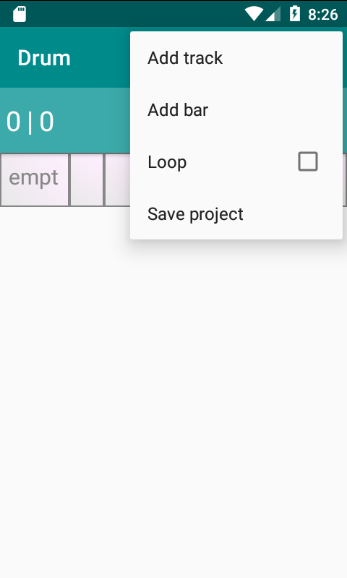 8:26
Drum
Add track
0 | 0
Add bar
Loop
empt
Save project